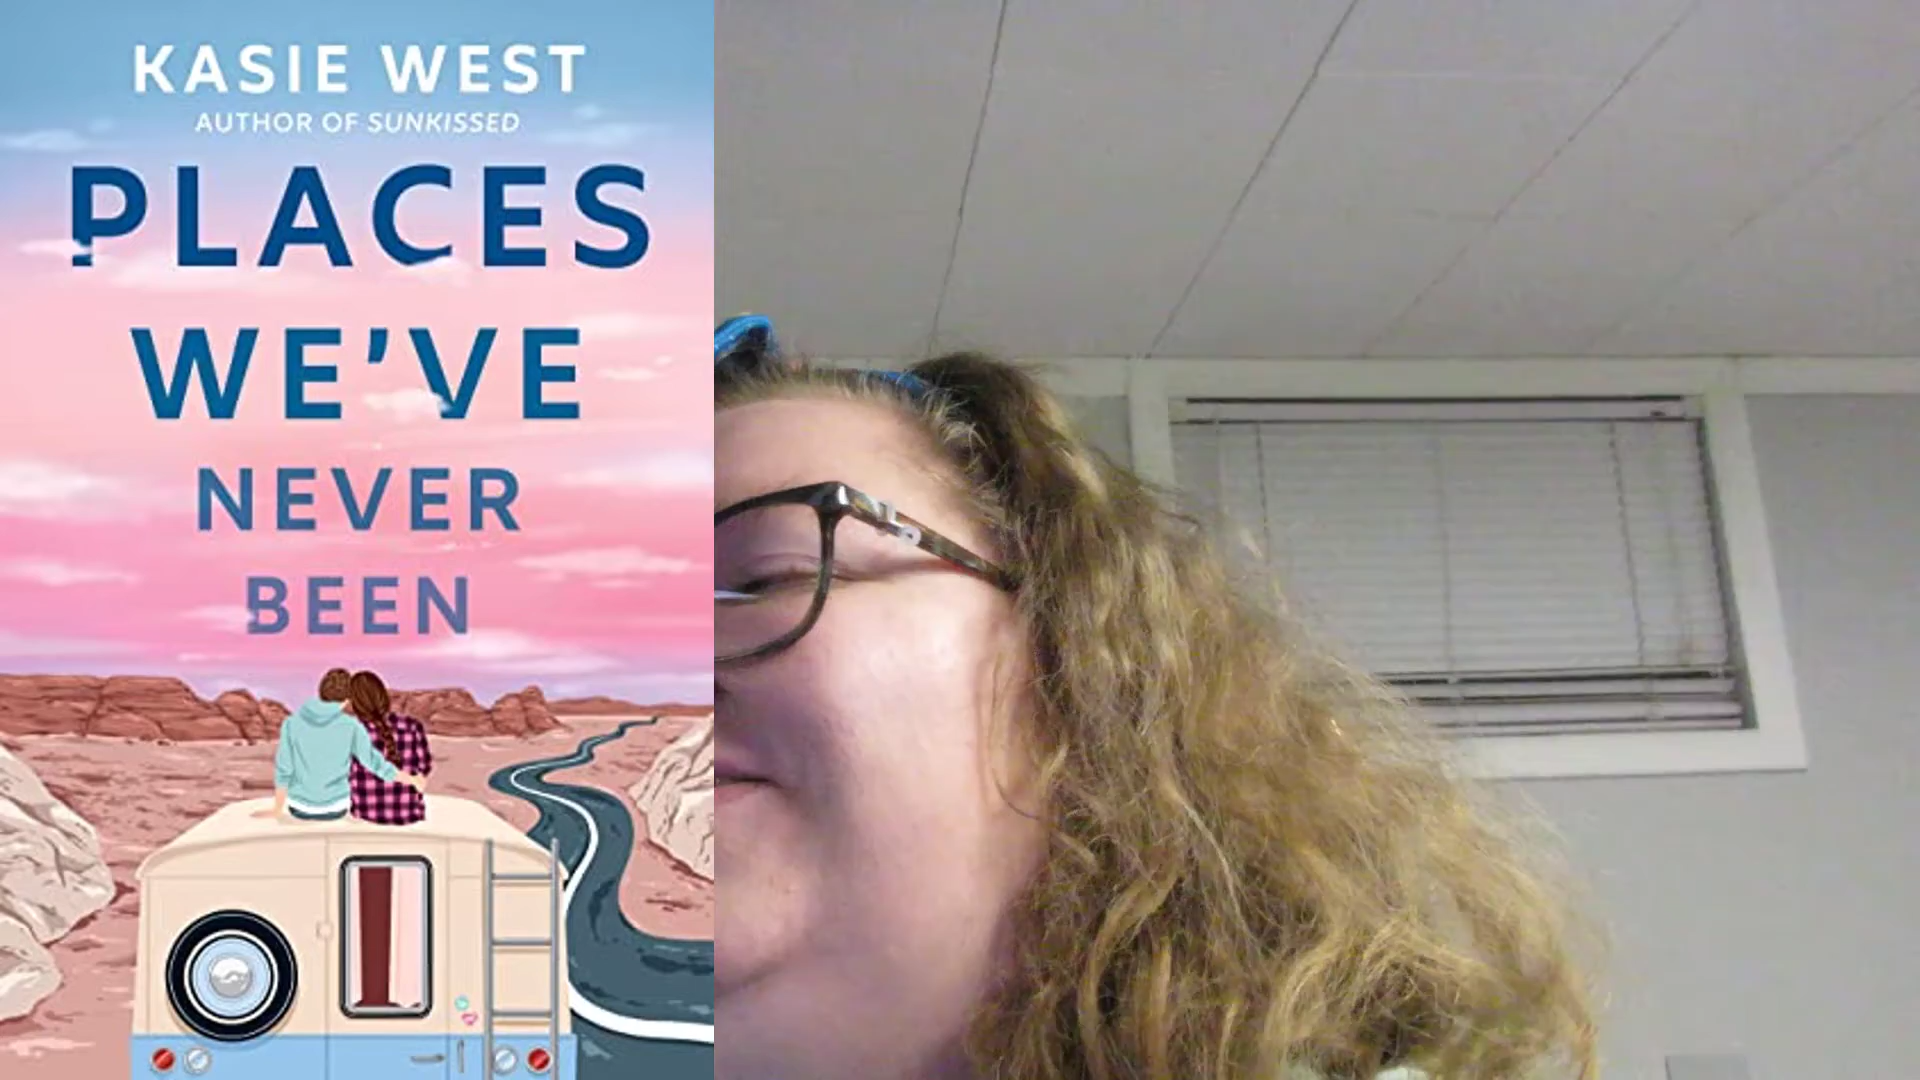 KASIE WEST
AUTHOR OF SUNKISSED
PLACES
WE'VE
NEVER
BEEN